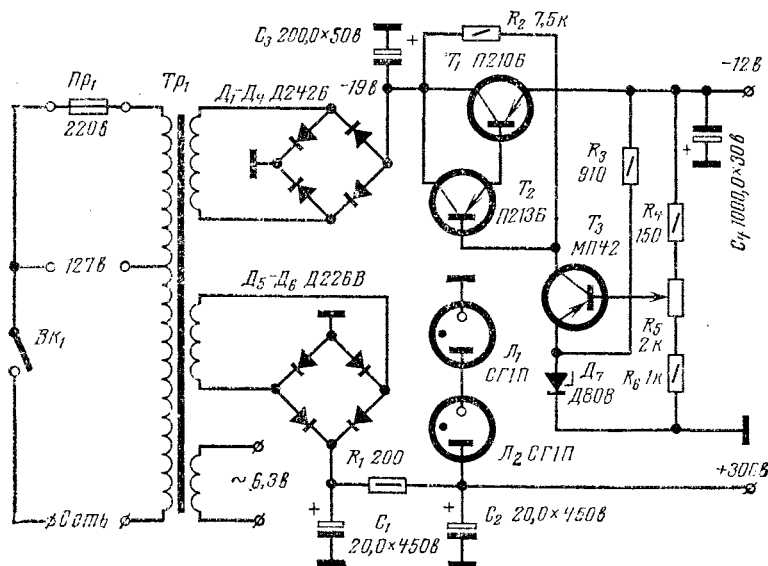 C₃ 200,0×50в
R₂ 7,5к
T₁ П210Б
Пр₁
220в
Тр₁
Д₁-Д₄ Д242Б
-19в
-12в
+
+
R₃
910
C₄ 1000,0×30в
T₂
П213Б
T₃
МП42
R₄
150
127в
Д₅-Д₆ Д226В
Вк₁
Л₁
СГ1П
R₅
2к
Д₇
Д808
R₆ 1к
Л₂ СГ1П
~6,3в
R₁ 200
+300в
Сеть
+
C₁
20,0×450в
+
C₂ 20,0×450в